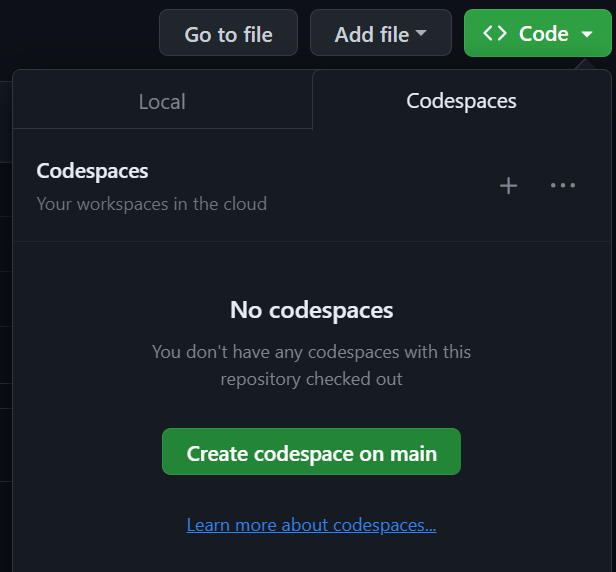 Go to file
Add file
<> Code
Local
Codespaces
Codespaces
Your workspaces in the cloud
No codespaces
You don't have any codespaces with this
repository checked out
Create codespace on main
Learn more about codespaces...